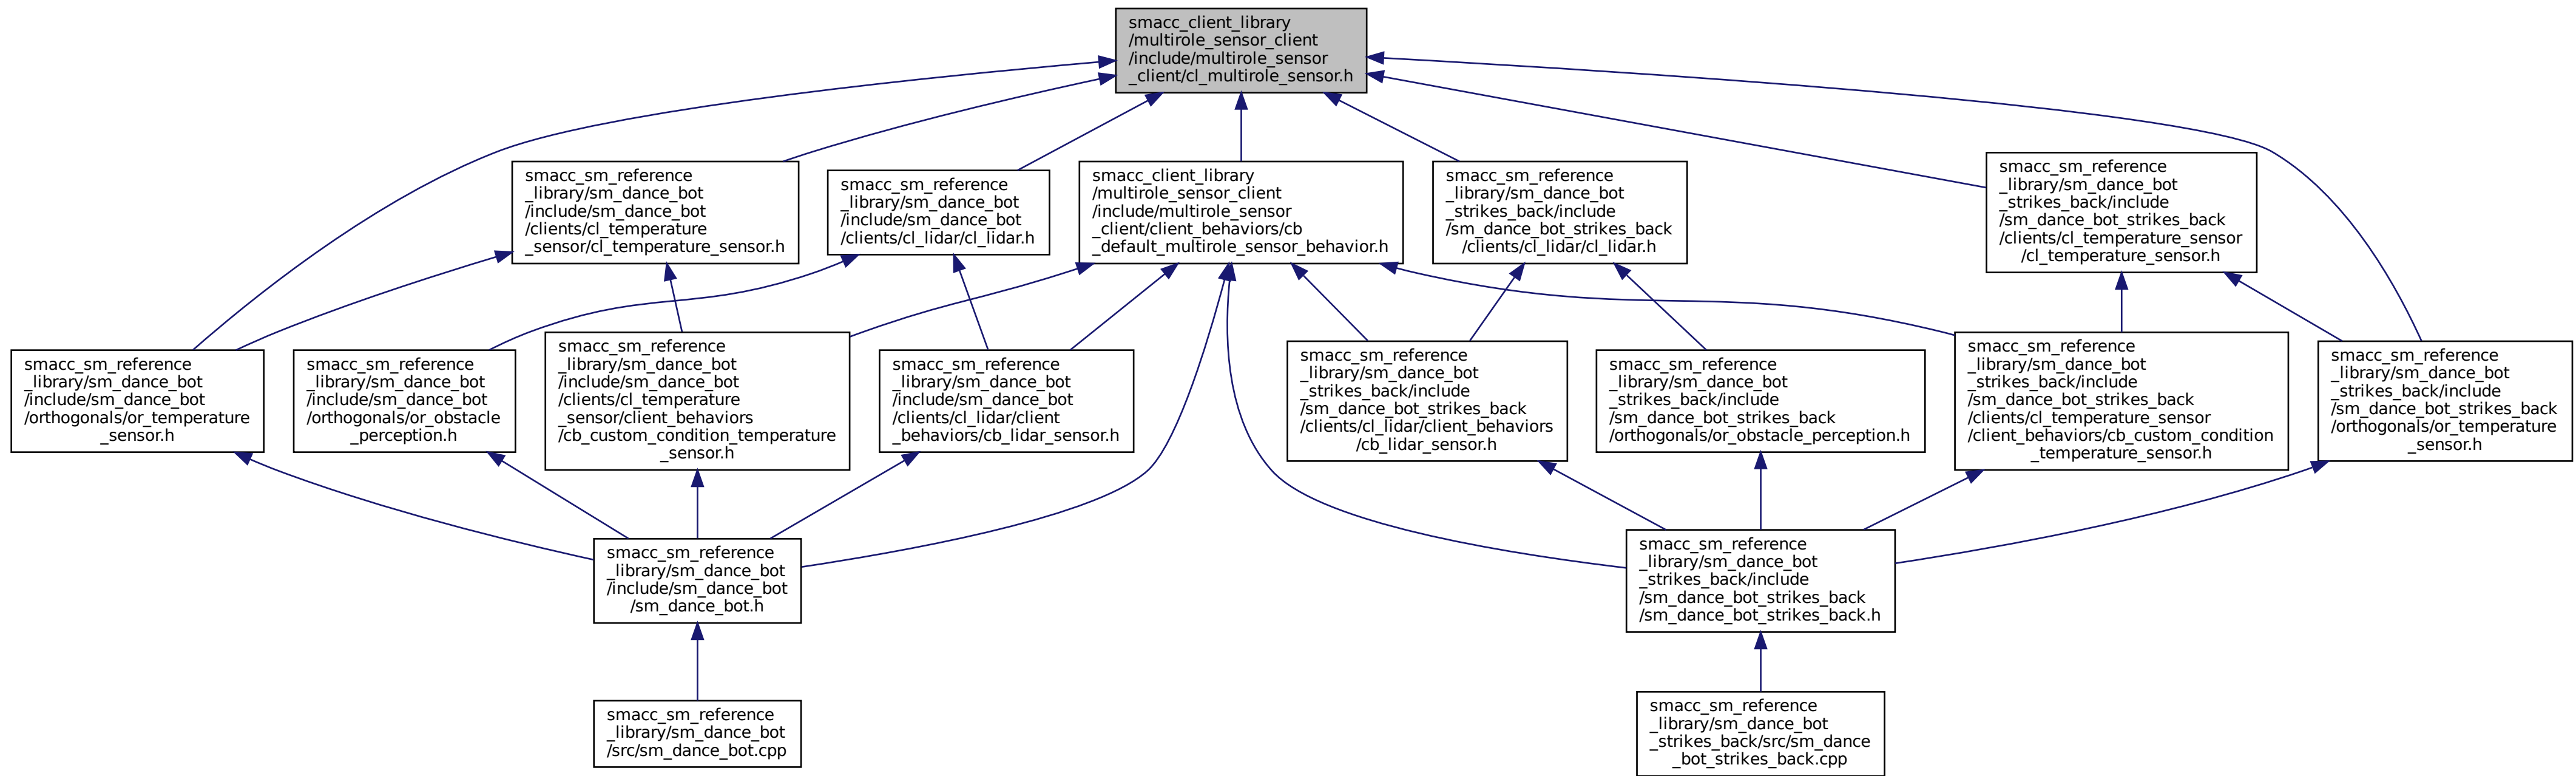 smacc_client_library
/multirole_sensor_client
/include/multirole_sensor
_client/cl_multirole_sensor.h
smacc_sm_reference
_library/sm_dance_bot
/include/sm_dance_bot
/clients/cl_temperature
_sensor/cl_temperature_sensor.h
smacc_sm_reference
_library/sm_dance_bot
/include/sm_dance_bot
/clients/cl_lidar/cl_lidar.h
smacc_client_library
/multirole_sensor_client
/include/multirole_sensor
_client/client_behaviors/cb
_default_multirole_sensor_behavior.h
smacc_sm_reference
_library/sm_dance_bot
_strikes_back/include
/sm_dance_bot_strikes_back
/clients/cl_lidar/cl_lidar.h
smacc_sm_reference
_library/sm_dance_bot
_strikes_back/include
/sm_dance_bot_strikes_back
/clients/cl_temperature_sensor
/cl_temperature_sensor.h
smacc_sm_reference
_library/sm_dance_bot
/include/sm_dance_bot
/orthogonals/or_temperature
_sensor.h
smacc_sm_reference
_library/sm_dance_bot
/include/sm_dance_bot
/orthogonals/or_obstacle
_perception.h
smacc_sm_reference
_library/sm_dance_bot
/include/sm_dance_bot
/clients/cl_temperature
_sensor/client_behaviors
/cb_custom_condition_temperature
_sensor.h
smacc_sm_reference
_library/sm_dance_bot
/include/sm_dance_bot
/clients/cl_lidar/client
_behaviors/cb_lidar_sensor.h
smacc_sm_reference
_library/sm_dance_bot
_strikes_back/include
/sm_dance_bot_strikes_back
/clients/cl_lidar/client_behaviors
/cb_lidar_sensor.h
smacc_sm_reference
_library/sm_dance_bot
_strikes_back/include
/sm_dance_bot_strikes_back
/orthogonals/or_obstacle_perception.h
smacc_sm_reference
_library/sm_dance_bot
_strikes_back/include
/sm_dance_bot_strikes_back
/clients/cl_temperature_sensor
/client_behaviors/cb_custom_condition
_temperature_sensor.h
smacc_sm_reference
_library/sm_dance_bot
_strikes_back/include
/sm_dance_bot_strikes_back
/orthogonals/or_temperature
_sensor.h
smacc_sm_reference
_library/sm_dance_bot
/include/sm_dance_bot
/sm_dance_bot.h
smacc_sm_reference
_library/sm_dance_bot
_strikes_back/include
/sm_dance_bot_strikes_back
/sm_dance_bot_strikes_back.h
smacc_sm_reference
_library/sm_dance_bot
/src/sm_dance_bot.cpp
smacc_sm_reference
_library/sm_dance_bot
_strikes_back/src/sm_dance
_bot_strikes_back.cpp